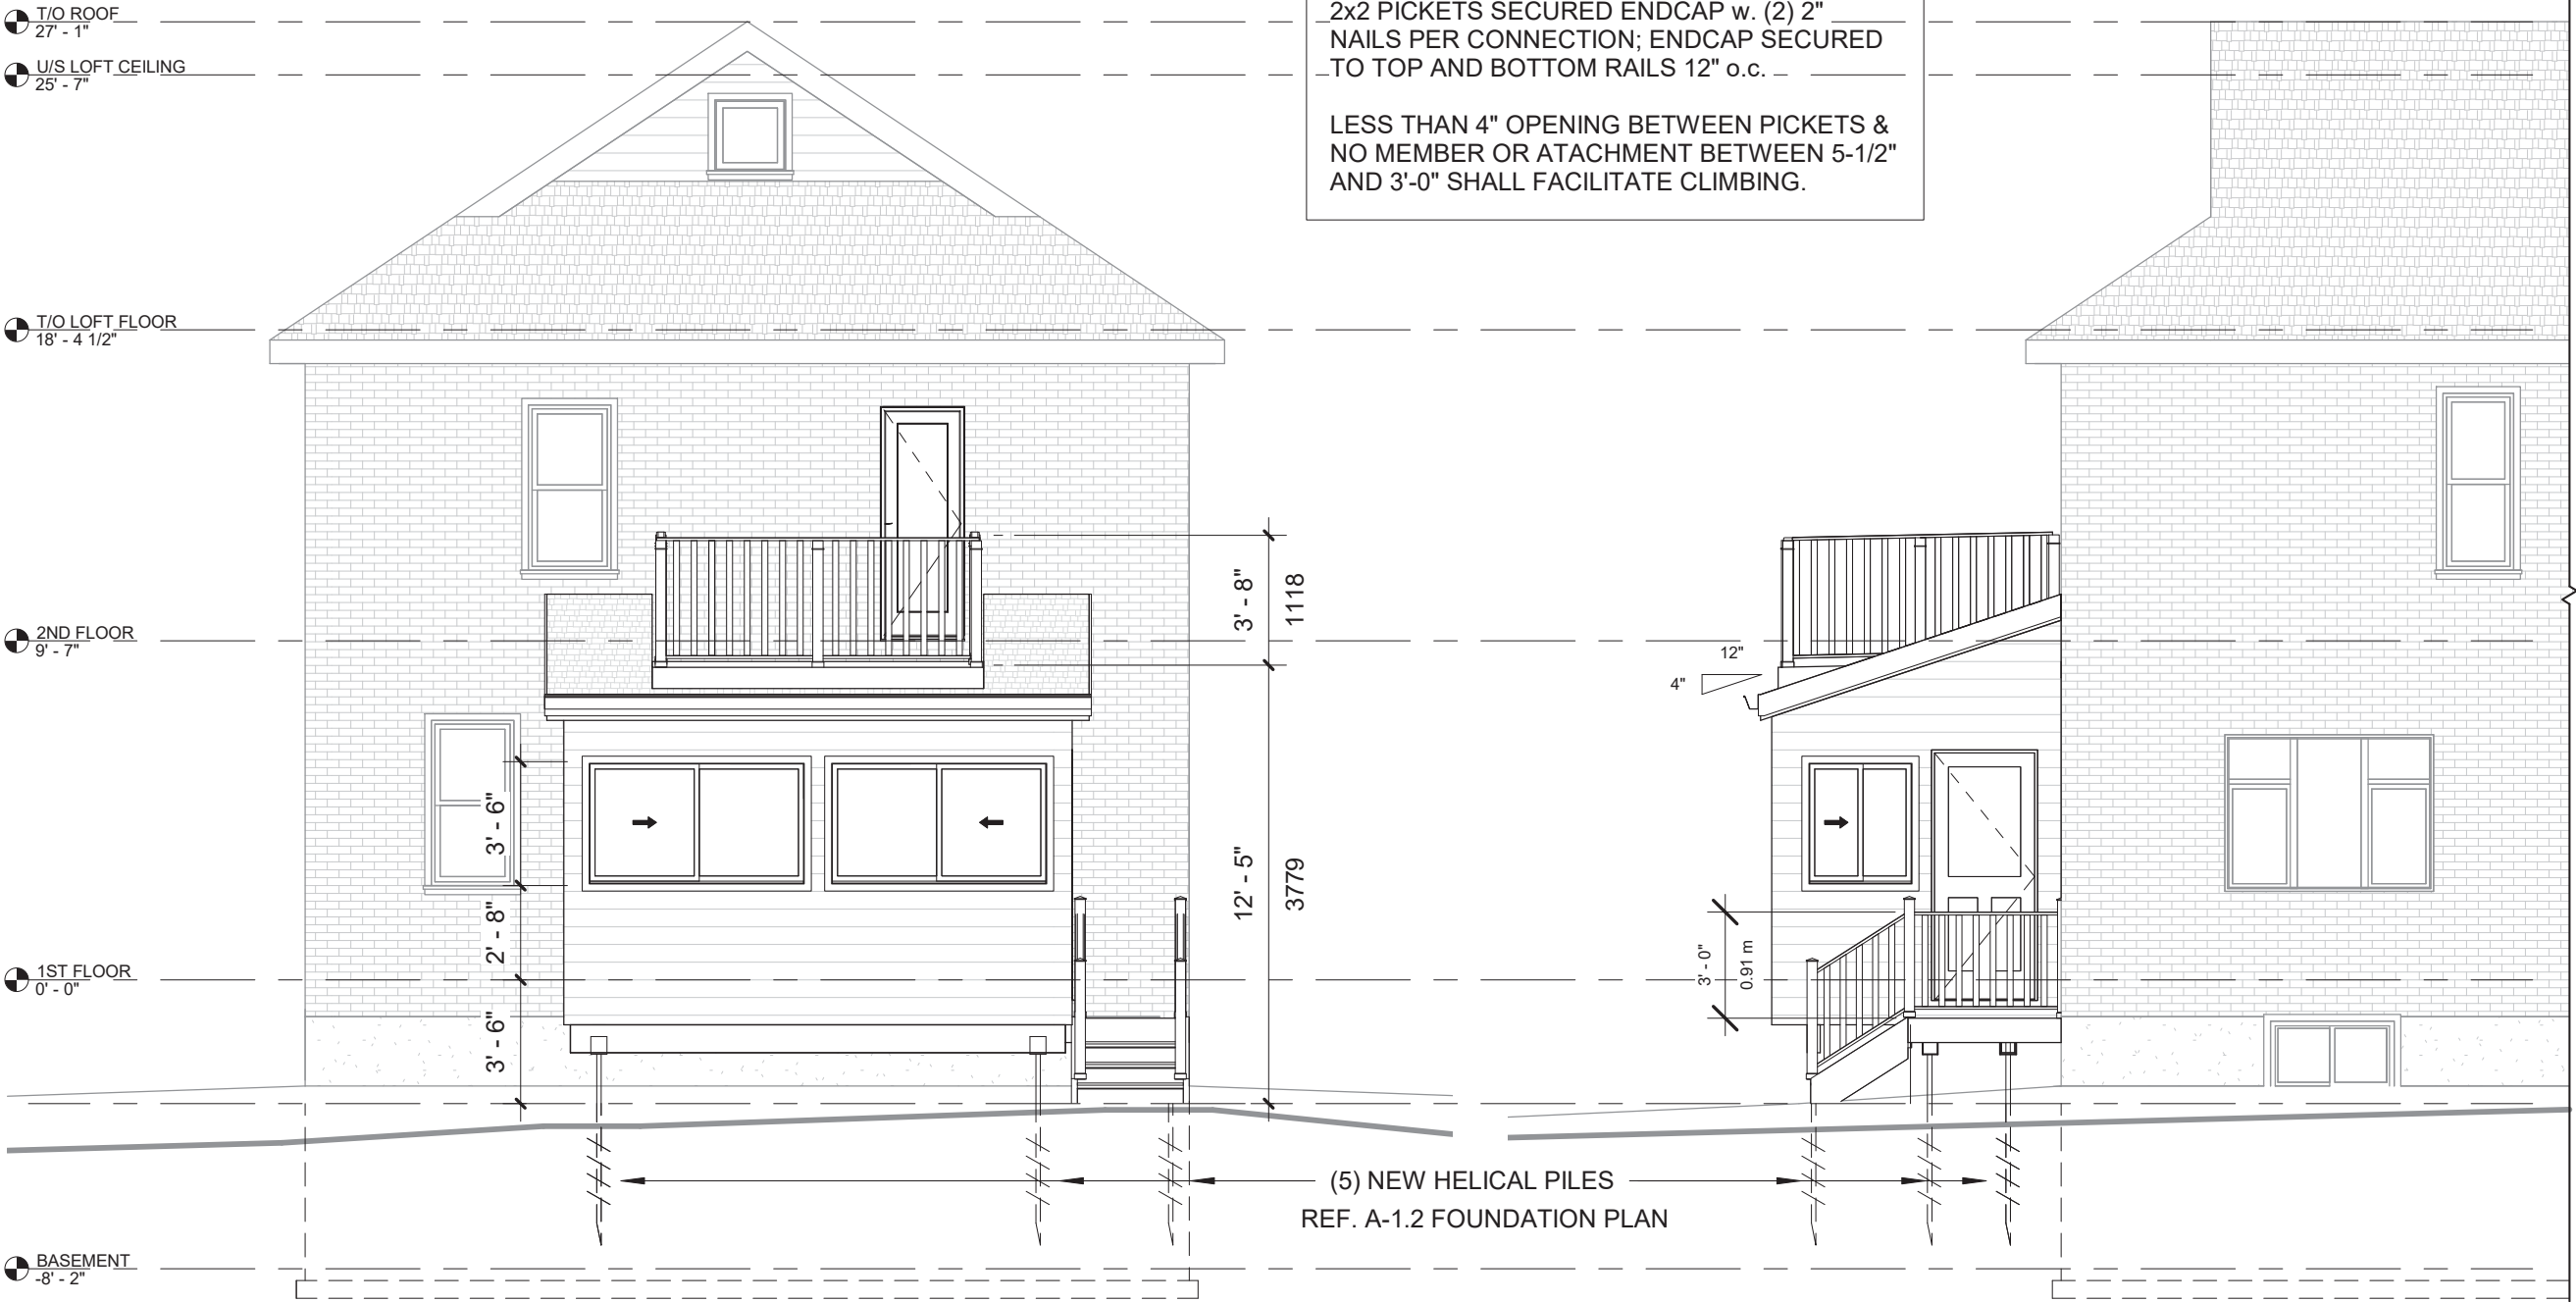 T/O ROOF
27' - 1"
U/S LOFT CEILING
25' - 7"
T/O LOFT FLOOR
18' - 4 1/2"
2ND FLOOR
9' - 7"
1ST FLOOR
0' - 0"
BASEMENT
-8' - 2"
2x2 PICKETS SECURED ENDCAP w. (2) 2"
NAILS PER CONNECTION; ENDCAP SECURED
TO TOP AND BOTTOM RAILS 12" o.c.
LESS THAN 4" OPENING BETWEEN PICKETS &
NO MEMBER OR ATACHMENT BETWEEN 5-1/2"
AND 3'-0" SHALL FACILITATE CLIMBING.
3' - 6"
2' - 8"
3' - 6"
3' - 8"
1118
12' - 5"
3779
12"
4"
3' - 0"
0.91 m
(5) NEW HELICAL PILES
REF. A-1.2 FOUNDATION PLAN